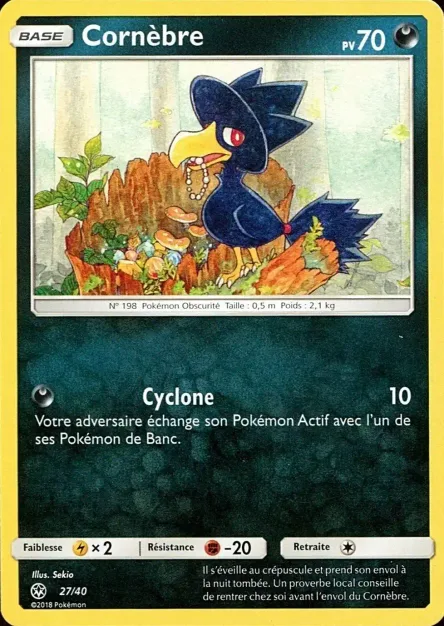 BASE Cornèbre PV70
N° 198 Pokémon Obscurité Taille : 0,5 m Poids : 2,1 kg
Cyclone 10
Votre adversaire échange son Pokémon Actif avec l'un de
ses Pokémon de Banc.
Faiblesse ×2 Résistance -20 Retraite
Illus. Sekio
27/40
©2018 Pokémon
Il s'éveille au crépuscule et prend son envol à
la nuit tombée. Un proverbe local conseille
de rentrer chez soi avant l'envol du Cornèbre.